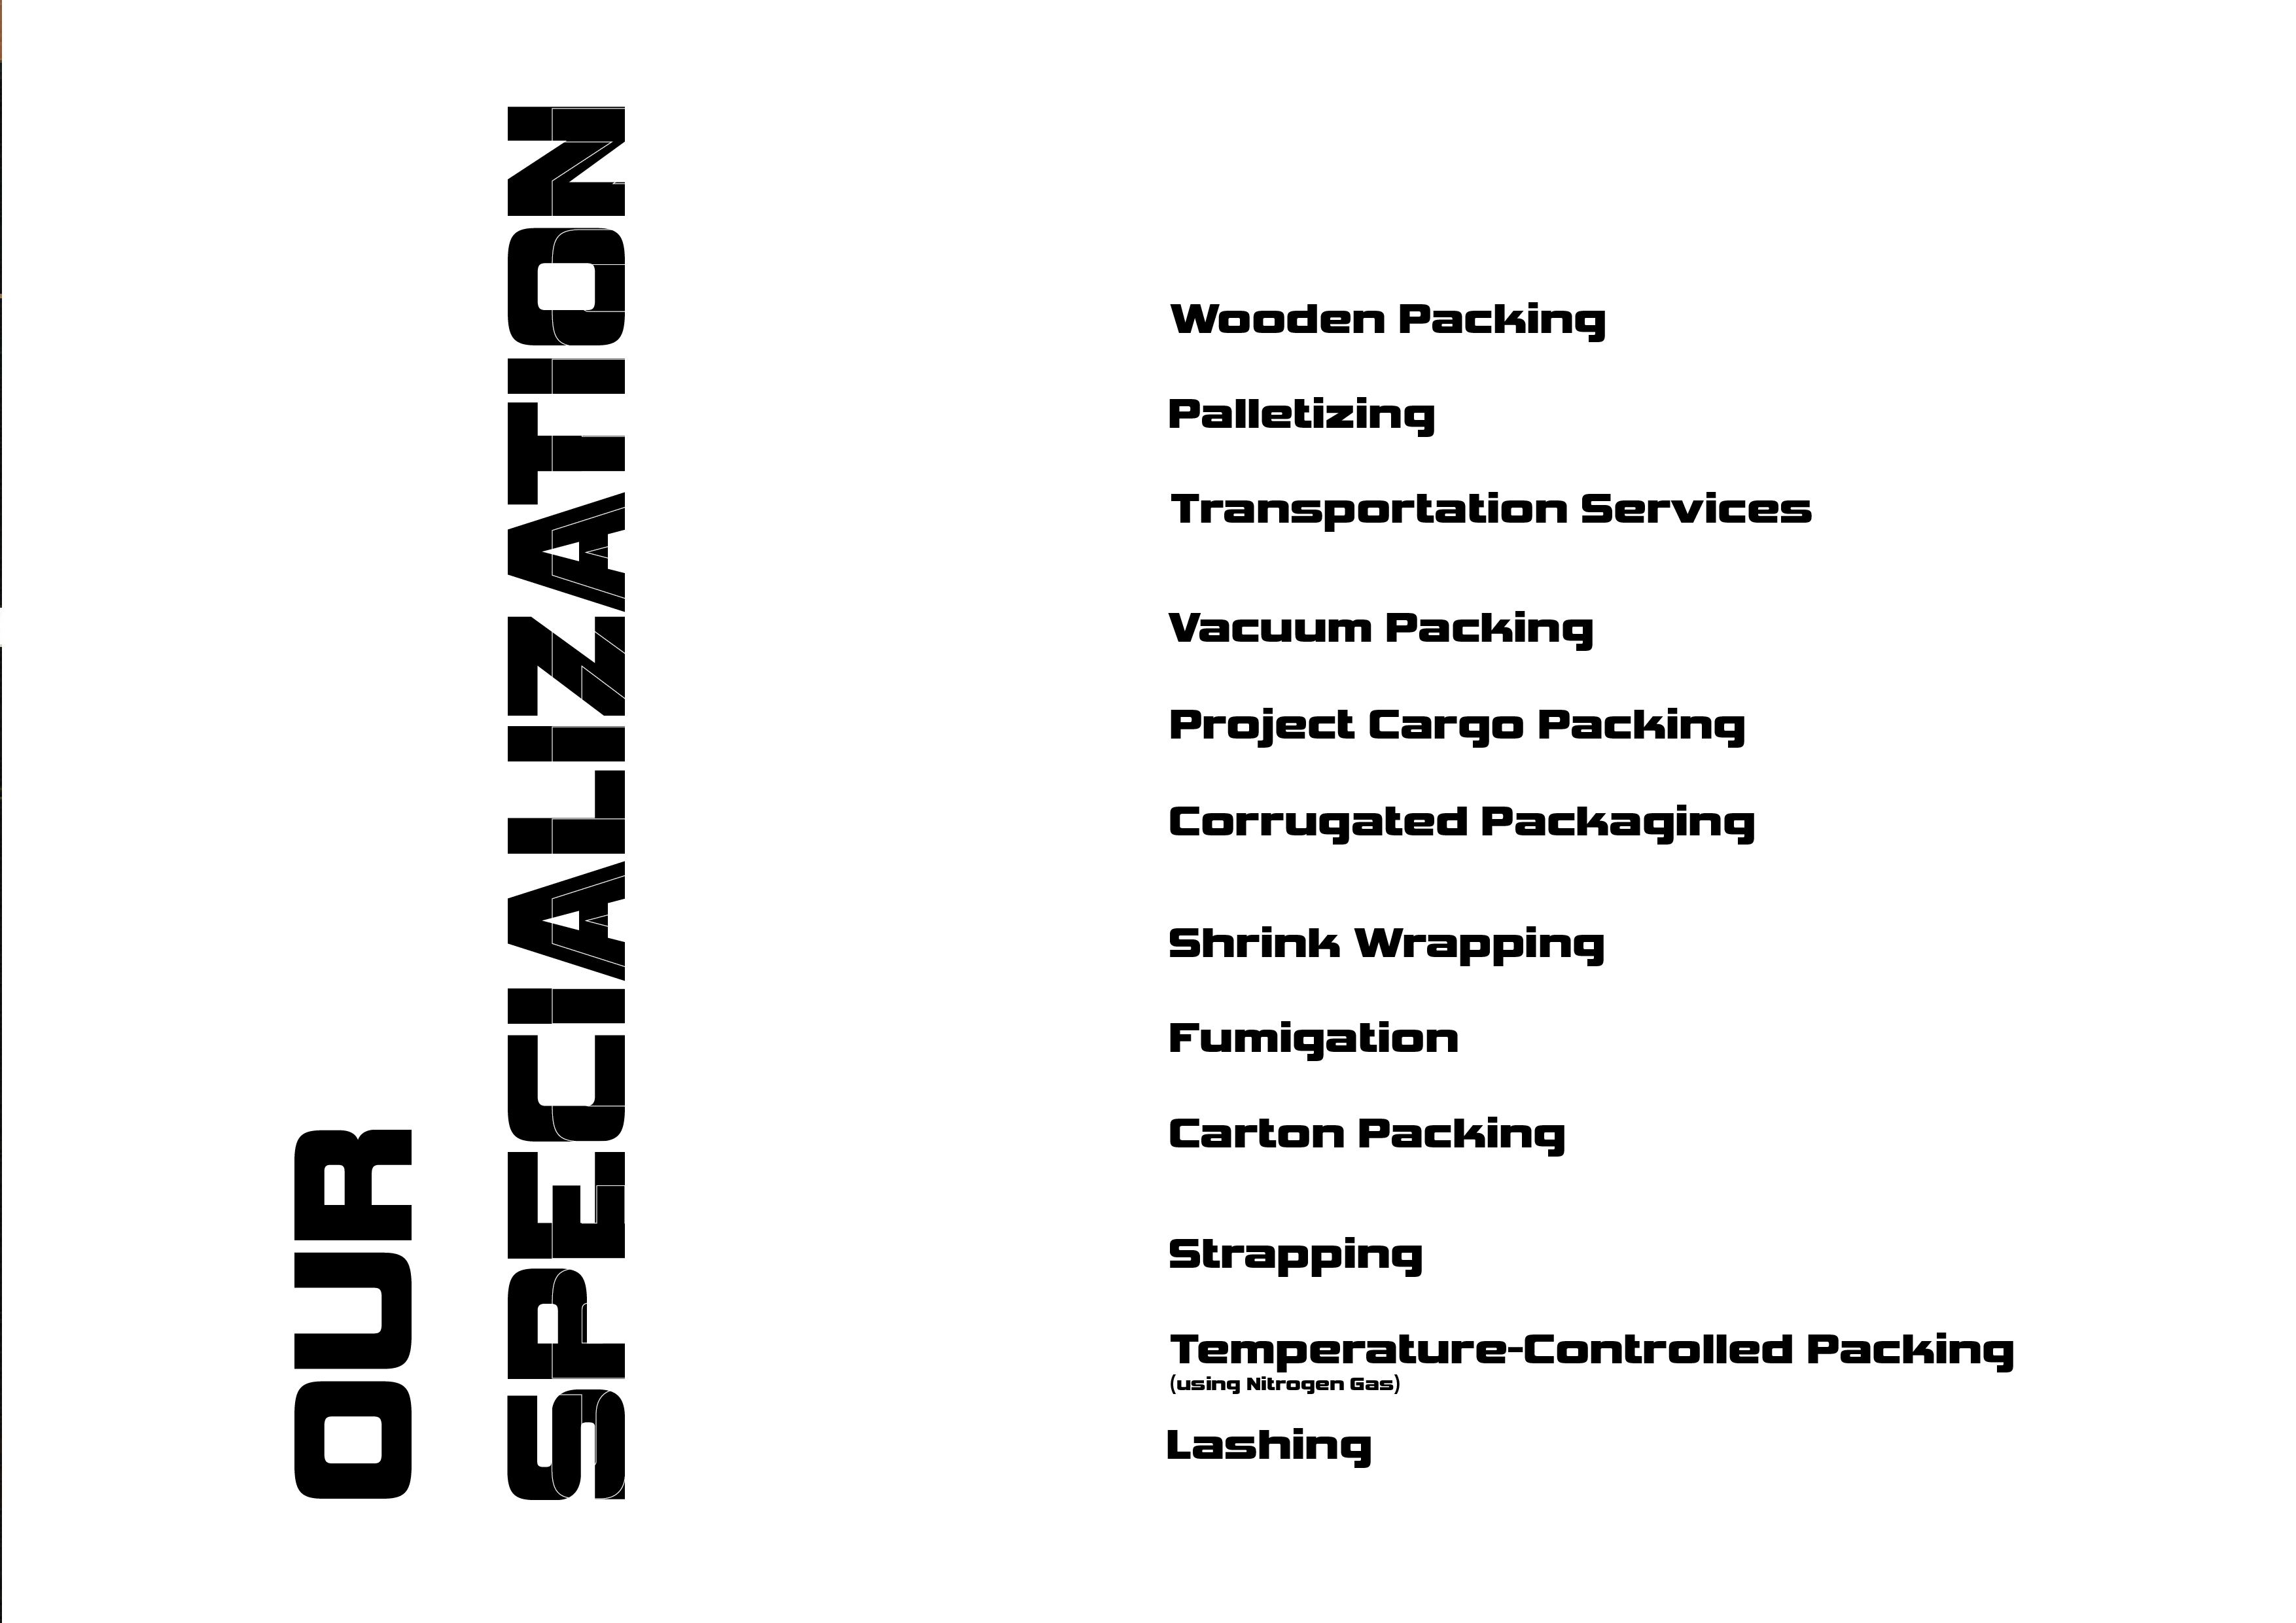 OUR
SPECIALIZATION
Wooden Packing
Palletizing
Transportation Services
Vacuum Packing
Project Cargo Packing
Corrugated Packaging
Shrink Wrapping
Fumigation
Carton Packing
Strapping
Temperature-Controlled Packing
(using Nitrogen Gas)
Lashing